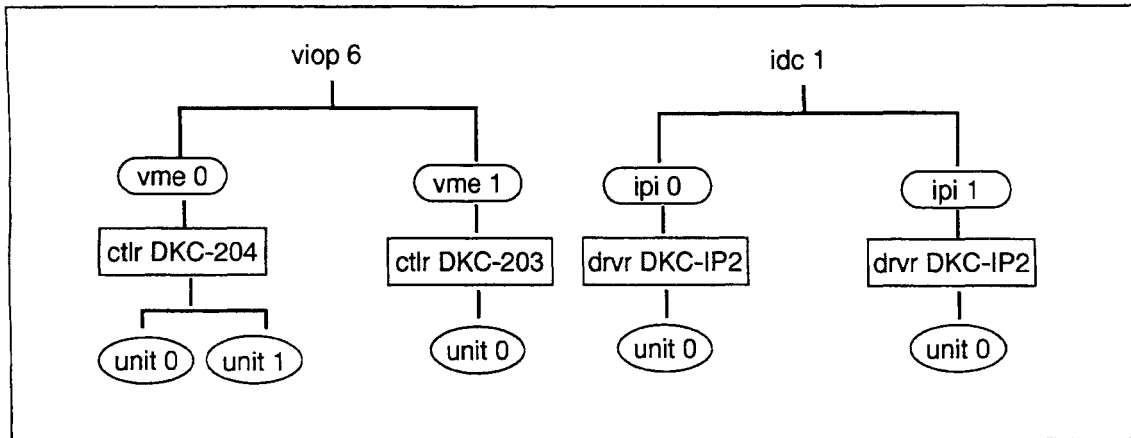 viop 6
idc 1
vme 0
vme 1
ipi 0
ipi 1
ctlr DKC-204
ctlr DKC-203
drvr DKC-IP2
drvr DKC-IP2
unit 0
unit 1
unit 0
unit 0
unit 0